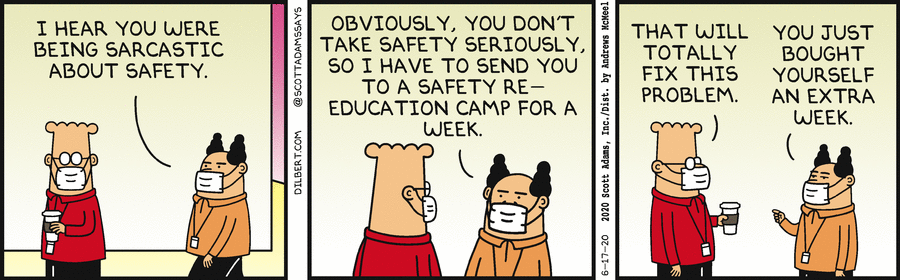 I HEAR YOU WERE
BEING SARCASTIC
ABOUT SAFETY.
DILBERT.COM @SCOTTADAMSSAYS
OBVIOUSLY, YOU DON'T
TAKE SAFETY SERIOUSLY,
SO I HAVE TO SEND YOU
TO A SAFETY RE-
EDUCATION CAMP FOR A
WEEK.
6-17-20 2020 Scott Adams, Inc./Dist. by Andrews McMeel
THAT WILL
TOTALLY
FIX THIS
PROBLEM.
YOU JUST
BOUGHT
YOURSELF
AN EXTRA
WEEK.